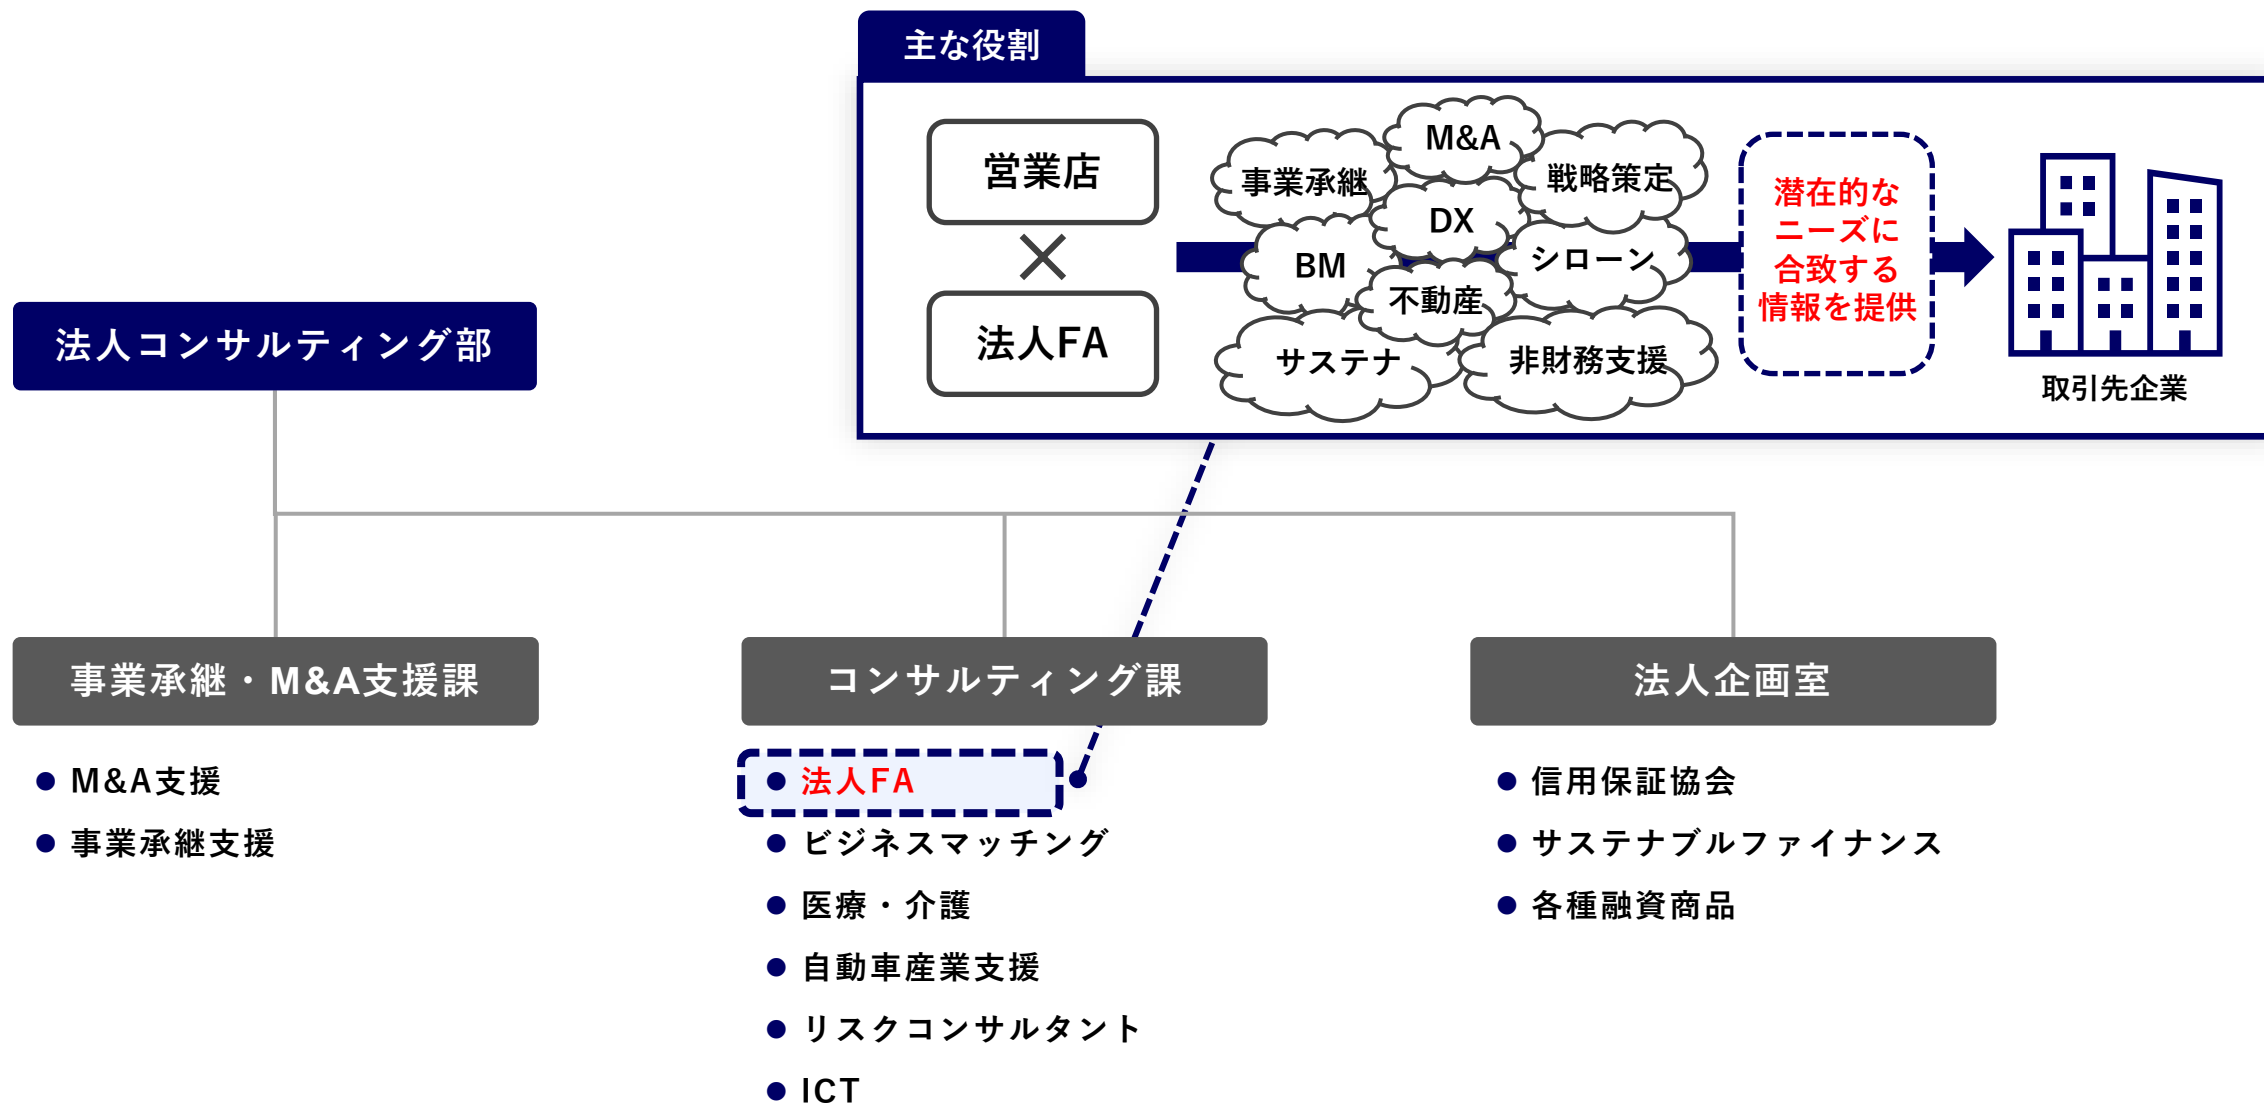 主な役割
営業店
法人FA
事業承継
M&A
戦略策定
DX
BM
シローン
不動産
サステナ
非財務支援
潜在的な
ニーズに
合致する
情報を提供
取引先企業
法人コンサルティング部
事業承継・M&A支援課
M&A支援
事業承継支援
コンサルティング課
法人FA
ビジネスマッチング
医療・介護
自動車産業支援
リスクコンサルタント
ICT
法人企画室
信用保証協会
サステナブルファイナンス
各種融資商品